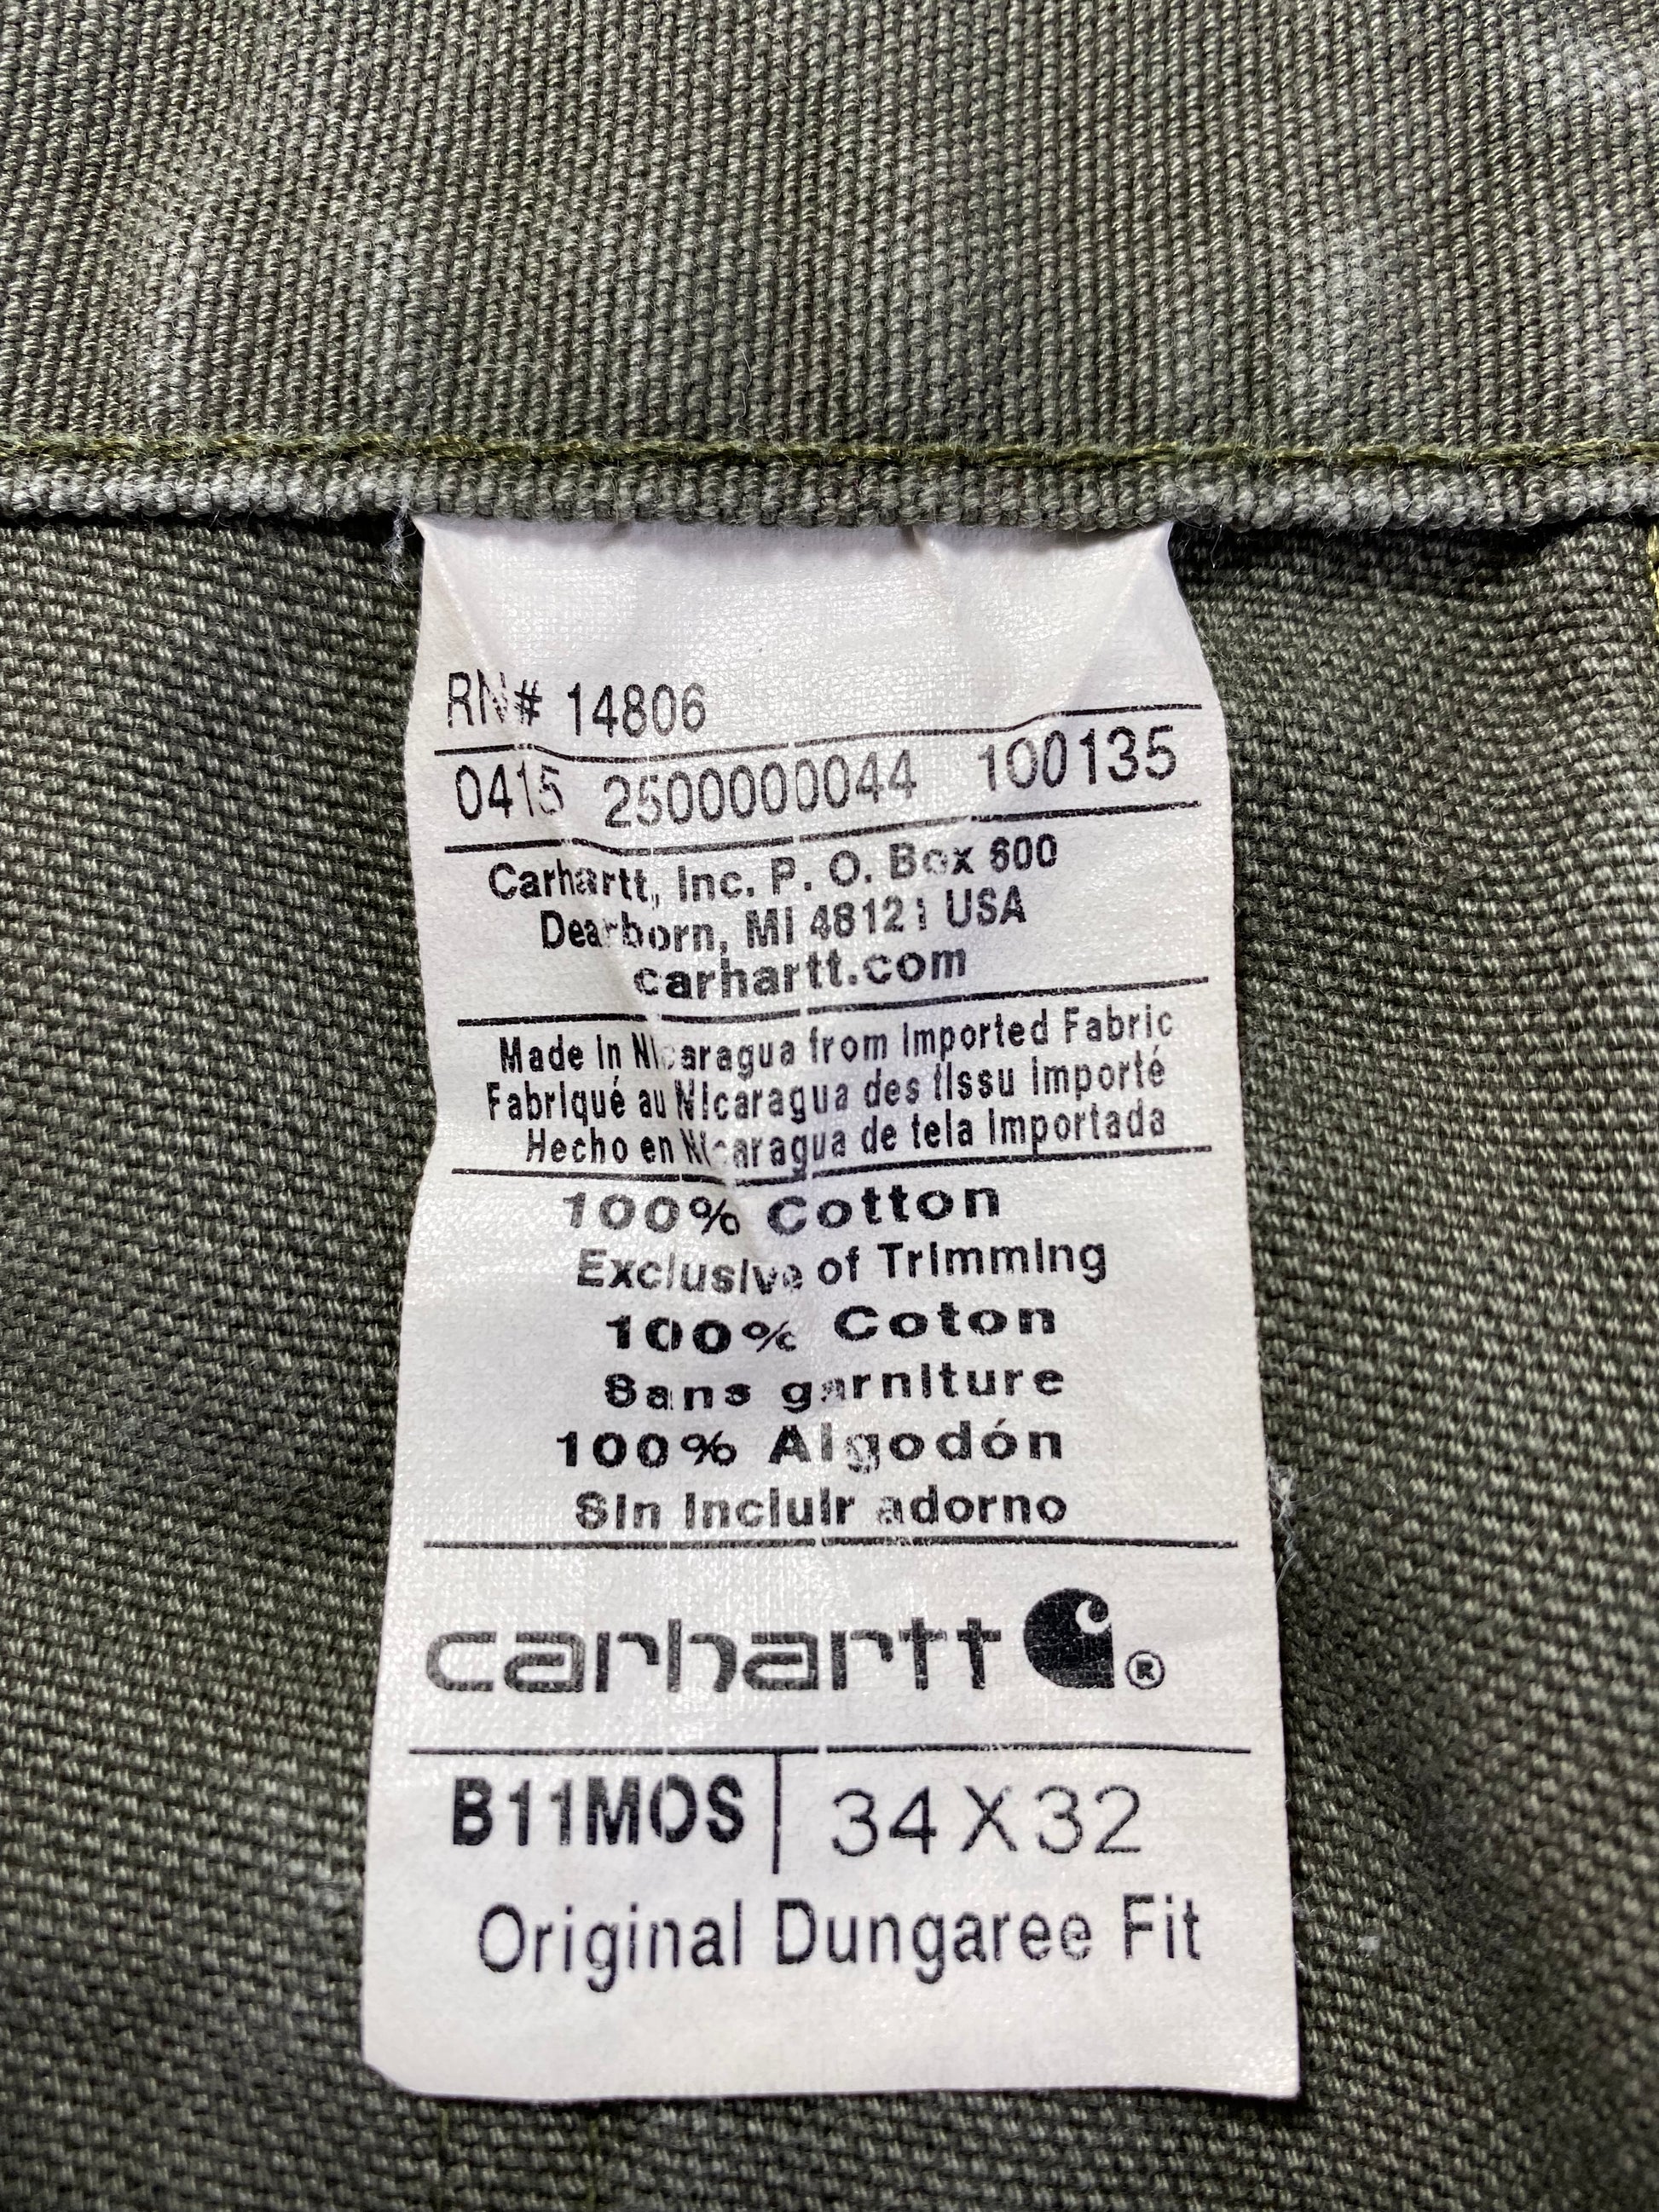 RN# 14806
0415 2500000044 100135
Carhartt, Inc. P. O. Box 600
Dearborn, MI 48121 USA
carhartt.com
Made in Nicaragua from Imported Fabric
Fabriqué au Nicaragua des tissu importé
Hecho en Nicaragua de tela importada
100% Cotton
Exclusive of Trimming
100% Coton
Sans garniture
100% Algodón
Sin incluir adorno
carhartt ®
B11MOS 34X32
Original Dungaree Fit